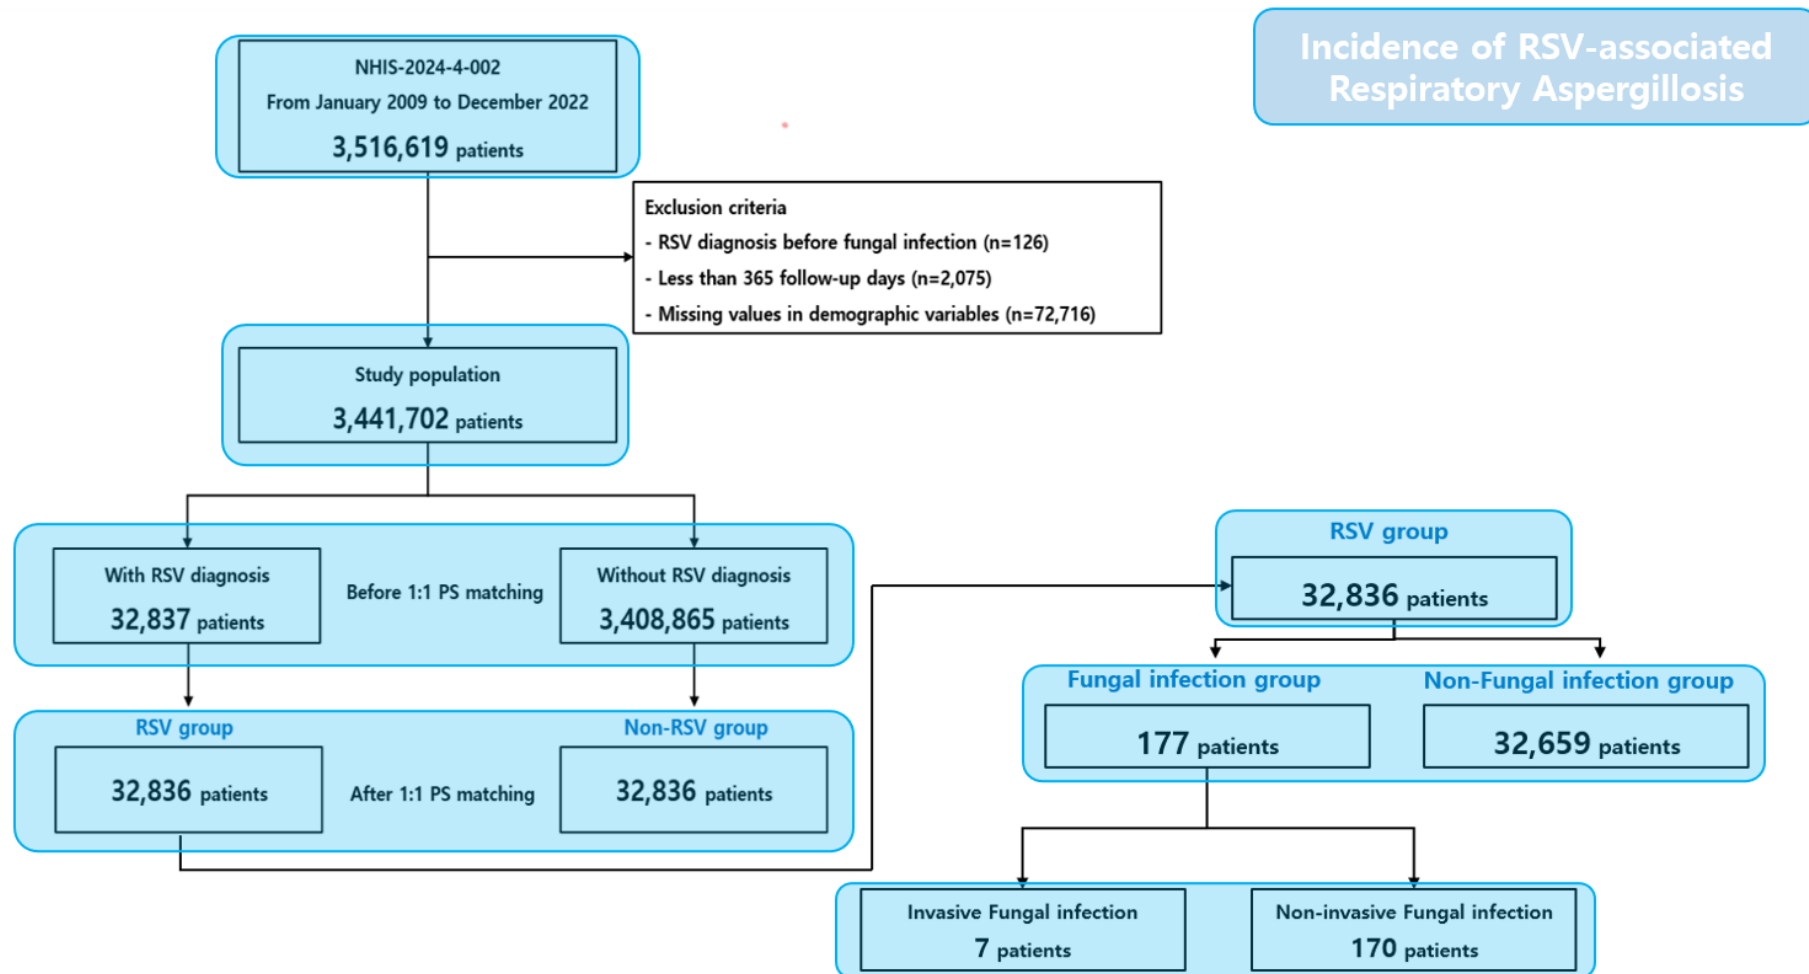 Incidence of RSV-associated
Respiratory Aspergillosis
NHIS-2024-4-002
From January 2009 to December 2022
3,516,619 patients
Exclusion criteria
- RSV diagnosis before fungal infection (n=126)
- Less than 365 follow-up days (n=2,075)
- Missing values in demographic variables (n=72,716)
Study population
3,441,702 patients
With RSV diagnosis
32,837 patients
Before 1:1 PS matching
Without RSV diagnosis
3,408,865 patients
RSV group
32,836 patients
After 1:1 PS matching
Non-RSV group
32,836 patients
RSV group
32,836 patients
Fungal infection group
177 patients
Non-Fungal infection group
32,659 patients
Invasive Fungal infection
7 patients
Non-invasive Fungal infection
170 patients